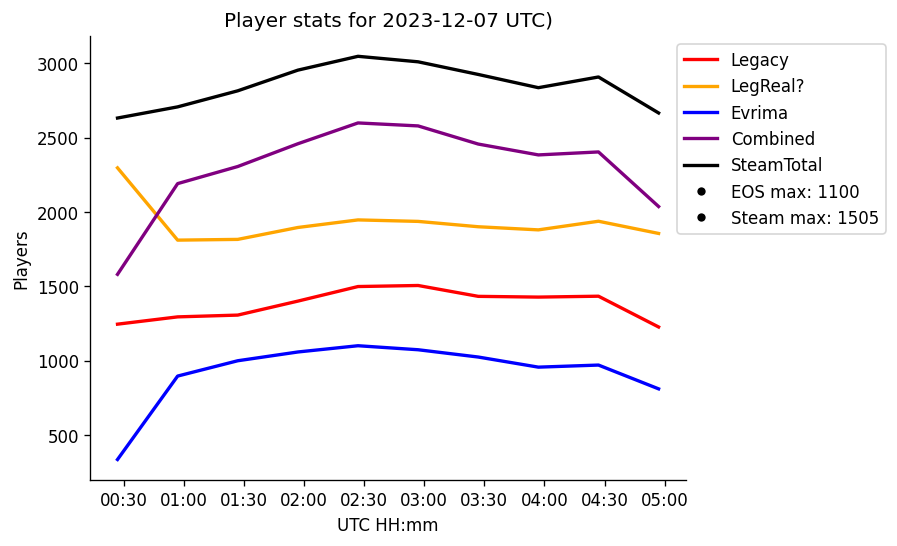 Player stats for 2023-12-07 UTC)
Players
3000
2500
2000
1500
1000
500
00:30 01:00 01:30 02:00 02:30 03:00 03:30 04:00 04:30 05:00
UTC HH:mm
Legacy
LegReal?
Evrima
Combined
SteamTotal
EOS max: 1100
Steam max: 1505